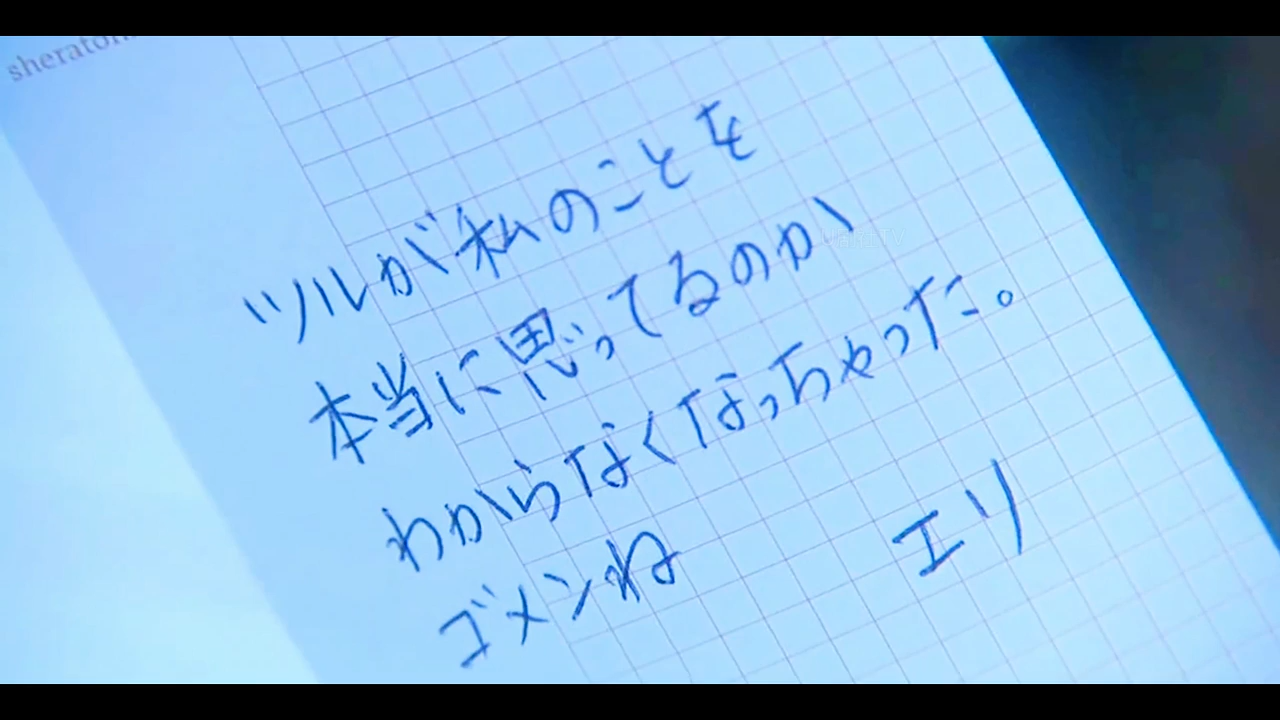 sheraton
ツルが私のことを
本当に思ってるのか
わからなくなっちゃった。
ゴメンね
エリ